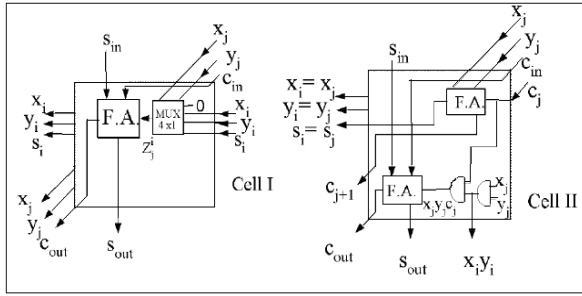 x_j
y_j
s_in
c_in
x_i
y_i
s_i
F.A.
MUX
4x1
0
x_i
y_i
s_i
z_j^i
Cell I
x_j
y_j
c_out
s_out
x_j
y_j
s_in
c_in
c_j
x_i = x_j
y_i = y_j
s_i = s_j
F.A.
c_{j+1}
F.A.
x_j y_j c_j
x_j
y_j
Cell II
c_out
s_out
x_i y_i